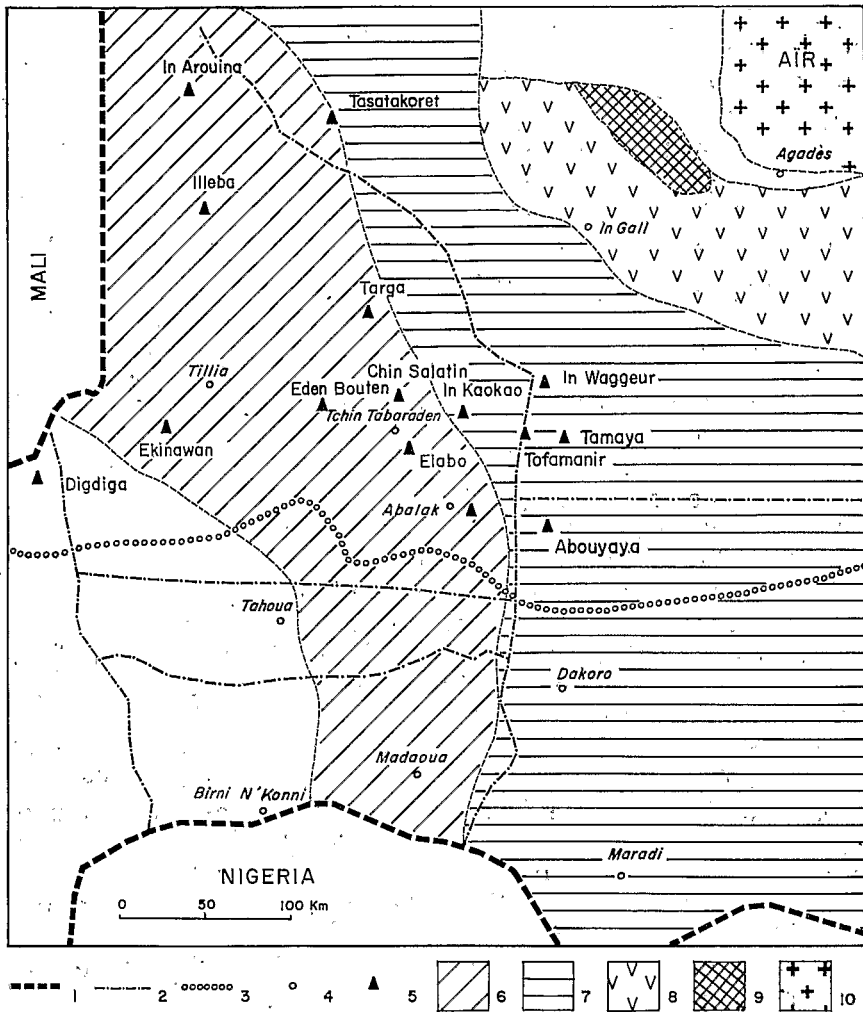 AÏR
In Arouina
Tasatakoret
Agadès
Illeba
In Gall
MALI
Targa
Tillia
Chin Salatin
Eden Bouten
In Kaokao
In Waggeur
Tchin Tabaraden
Ekinawan
Elabo
Tofamanir
Tamaya
Digdiga
Abalak
Abouyaya
Tahoua
Dakoro
Madaoua
Birni N'Konni
Maradi
NIGERIA
0 50 100 Km
1 2 3 4 5 6 7 8 9 10